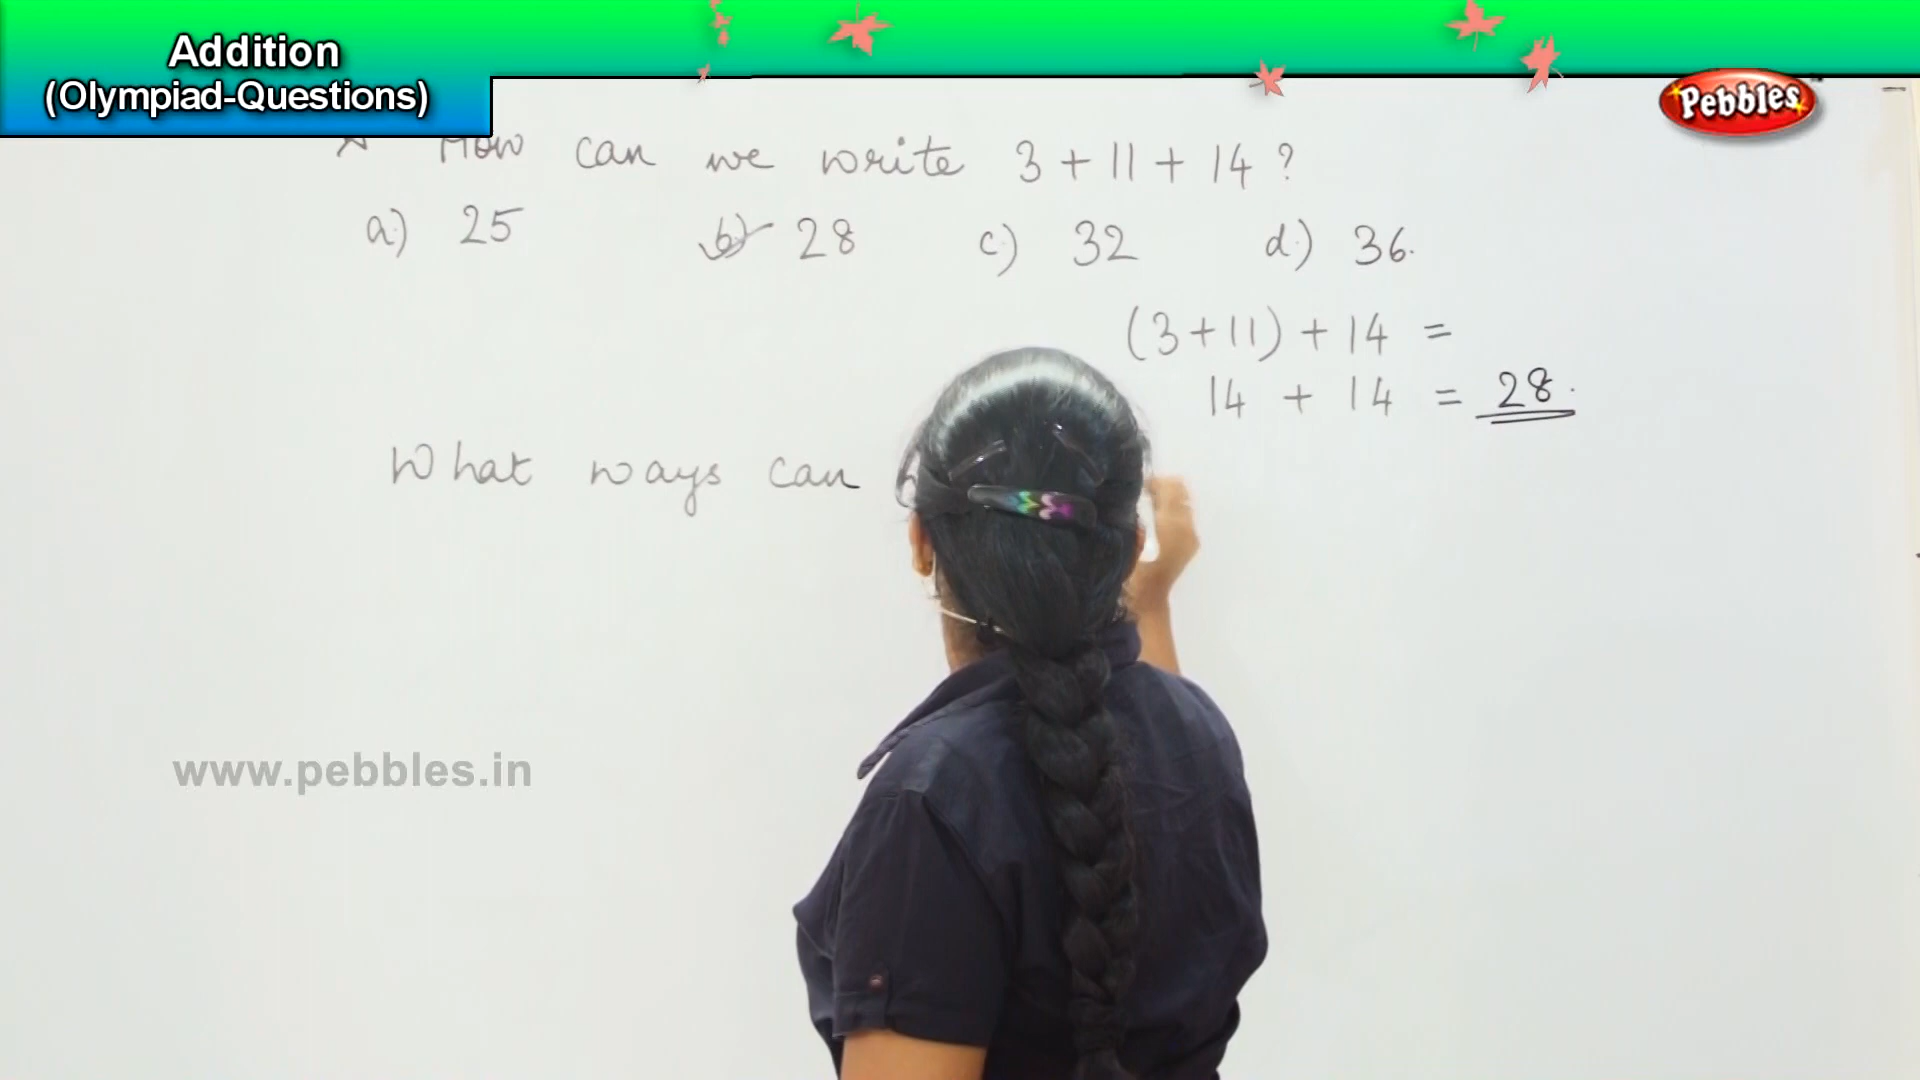 Addition
(Olympiad-Questions)
Pebbles
How can we write 3 + 11 + 14 ?
a) 25 b) 28 c) 32 d) 36.
(3 + 11) + 14 =
14 + 14 = 28.
What ways can
www.pebbles.in